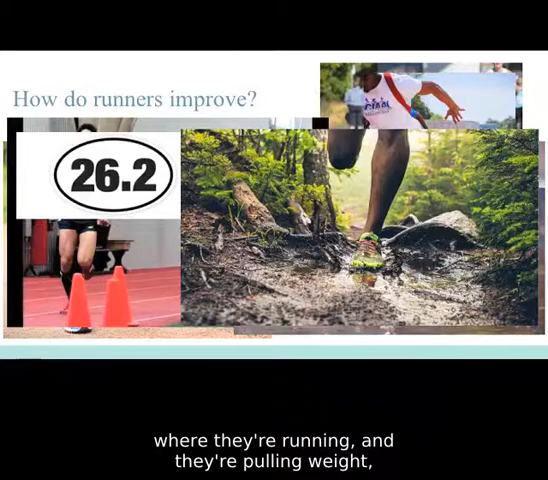 How do runners improve?
26.2
where they're running, and
they're pulling weight,